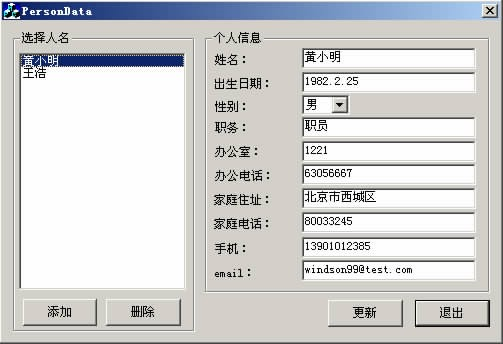 PersonData
选择人名
黄小明
王浩
添加
删除
个人信息
姓名： 黄小明
出生日期： 1982.2.25
性别： 男
职务： 职员
办公室： 1221
办公电话： 63056667
家庭住址： 北京市西城区
家庭电话： 80033245
手机： 13901012385
email： windson99@test.com
更新
退出